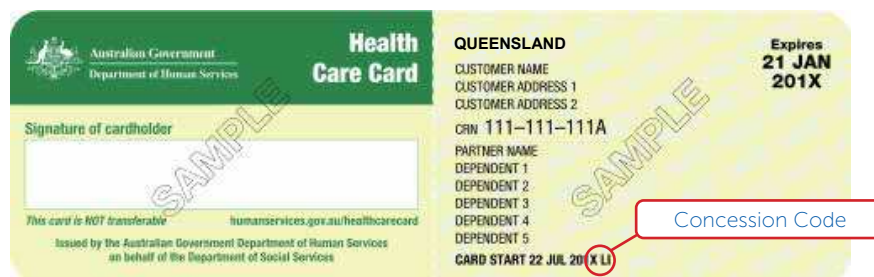 Australian Government
Department of Human Services
Health
Care Card
Signature of cardholder
SAMPLE
This card is NOT transferable
humanservices.gov.au/healthcarecard
Issued by the Australian Government Department of Human Services
on behalf of the Department of Social Services
QUEENSLAND
Expires
21 JAN
201X
CUSTOMER NAME
CUSTOMER ADDRESS 1
CUSTOMER ADDRESS 2
CRN 111–111–111A
PARTNER NAME
DEPENDENT 1
DEPENDENT 2
DEPENDENT 3
DEPENDENT 4
DEPENDENT 5
CARD START 22 JUL 201X LI
SAMPLE
Concession Code